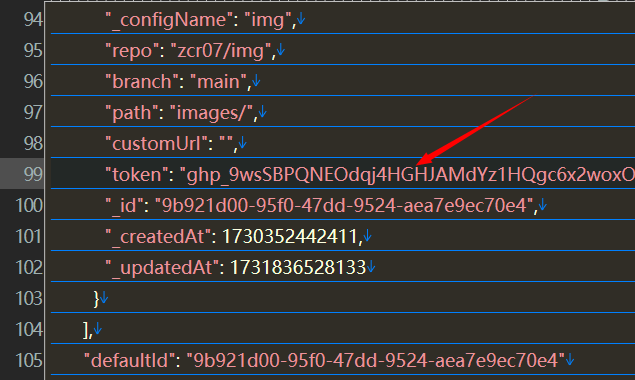 94 "_configName": "img",↓
95 "repo": "zcr07/img",↓
96 "branch": "main",↓
97 "path": "images/",↓
98 "customUrl": "",↓
99 "token": "ghp_9wsSBPQNEOdqj4HGHJAMdYz1HQgc6x2woxO
100 "_id": "9b921d00-95f0-47dd-9524-aea7e9ec70e4",↓
101 "_createdAt": 1730352442411,↓
102 "_updatedAt": 1731836528133↓
103 }↓
104 ],↓
105 "defaultId": "9b921d00-95f0-47dd-9524-aea7e9ec70e4"↓